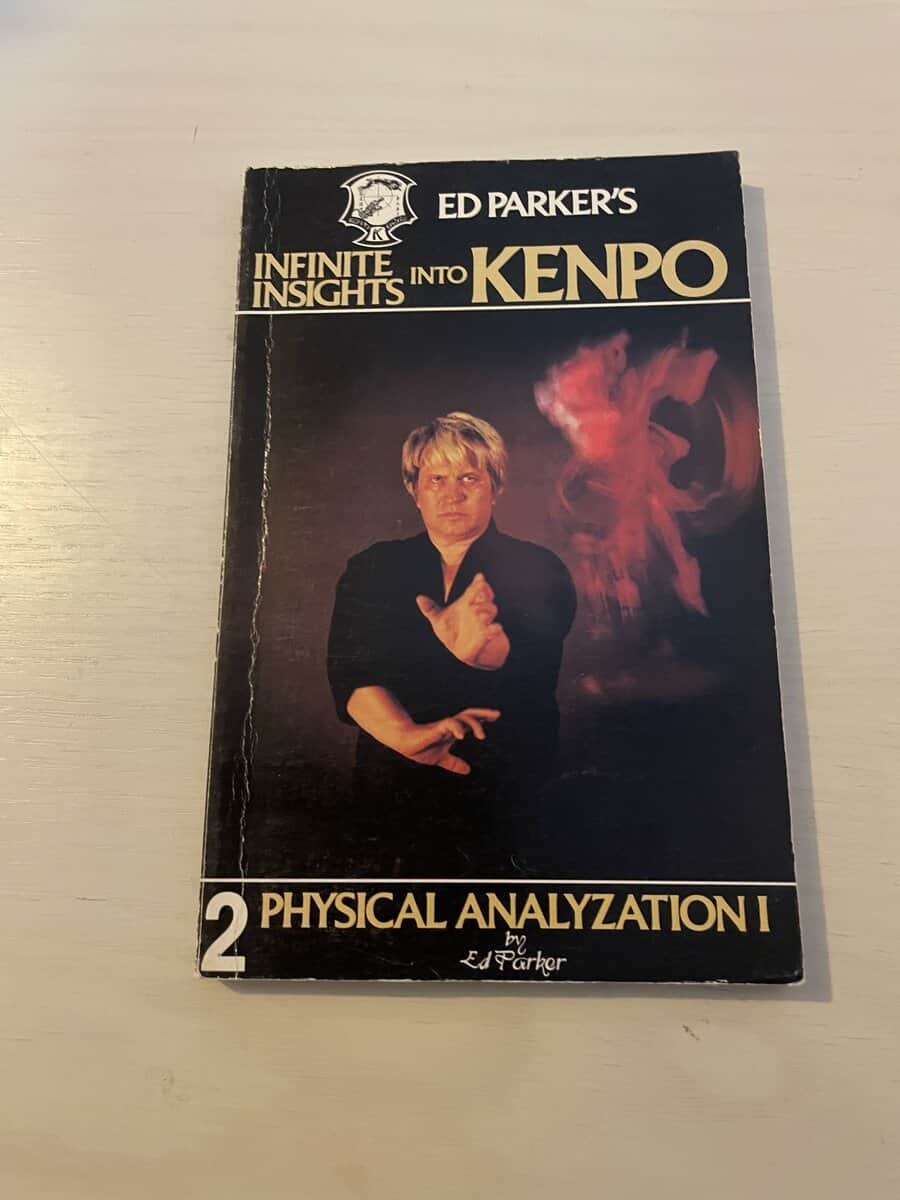 ED PARKER'S
INFINITE
INSIGHTS INTO KENPO
K
2 PHYSICAL ANALYZATION I
by
Ed Parker